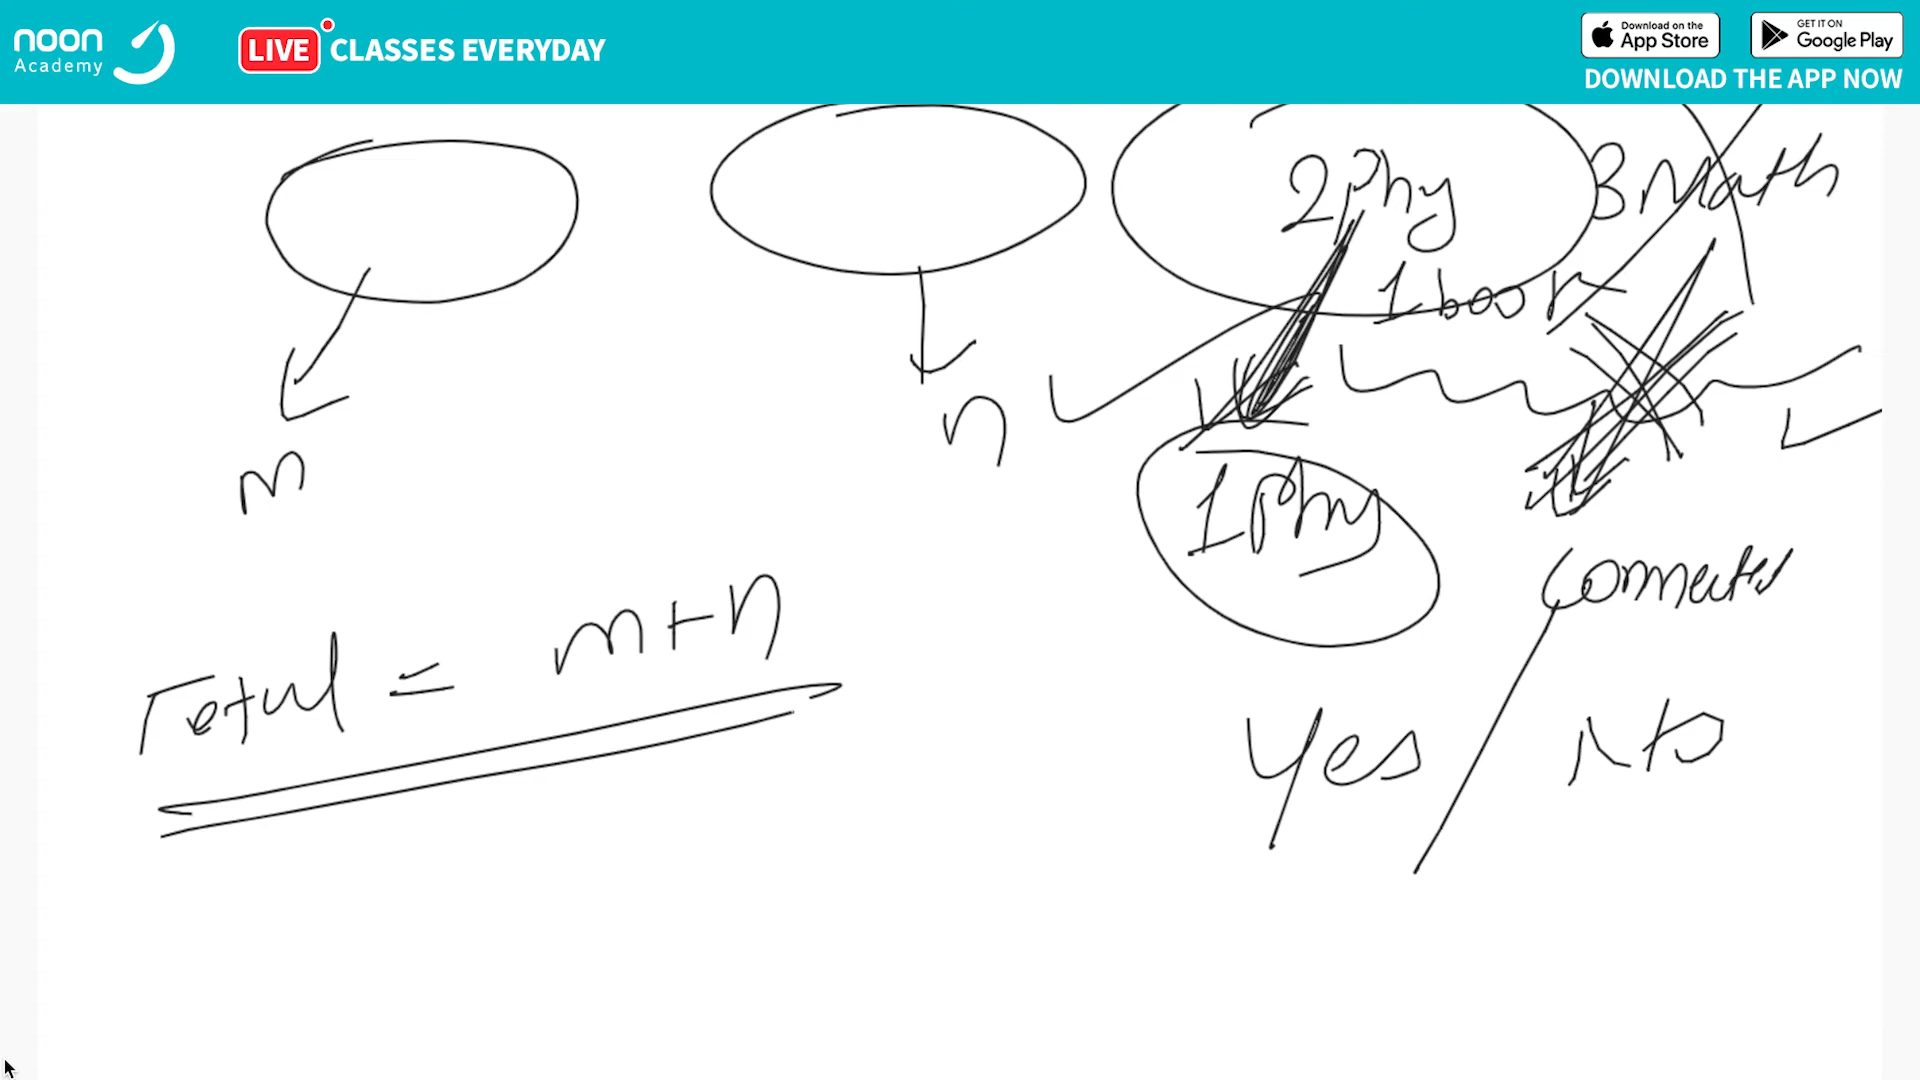 noon
Academy
LIVE CLASSES EVERYDAY
Download on the
App Store
GET IT ON
Google Play
DOWNLOAD THE APP NOW
2 Phy 3 Math
1 book
m
n
1 Phy
Total = m+n
Yes / No